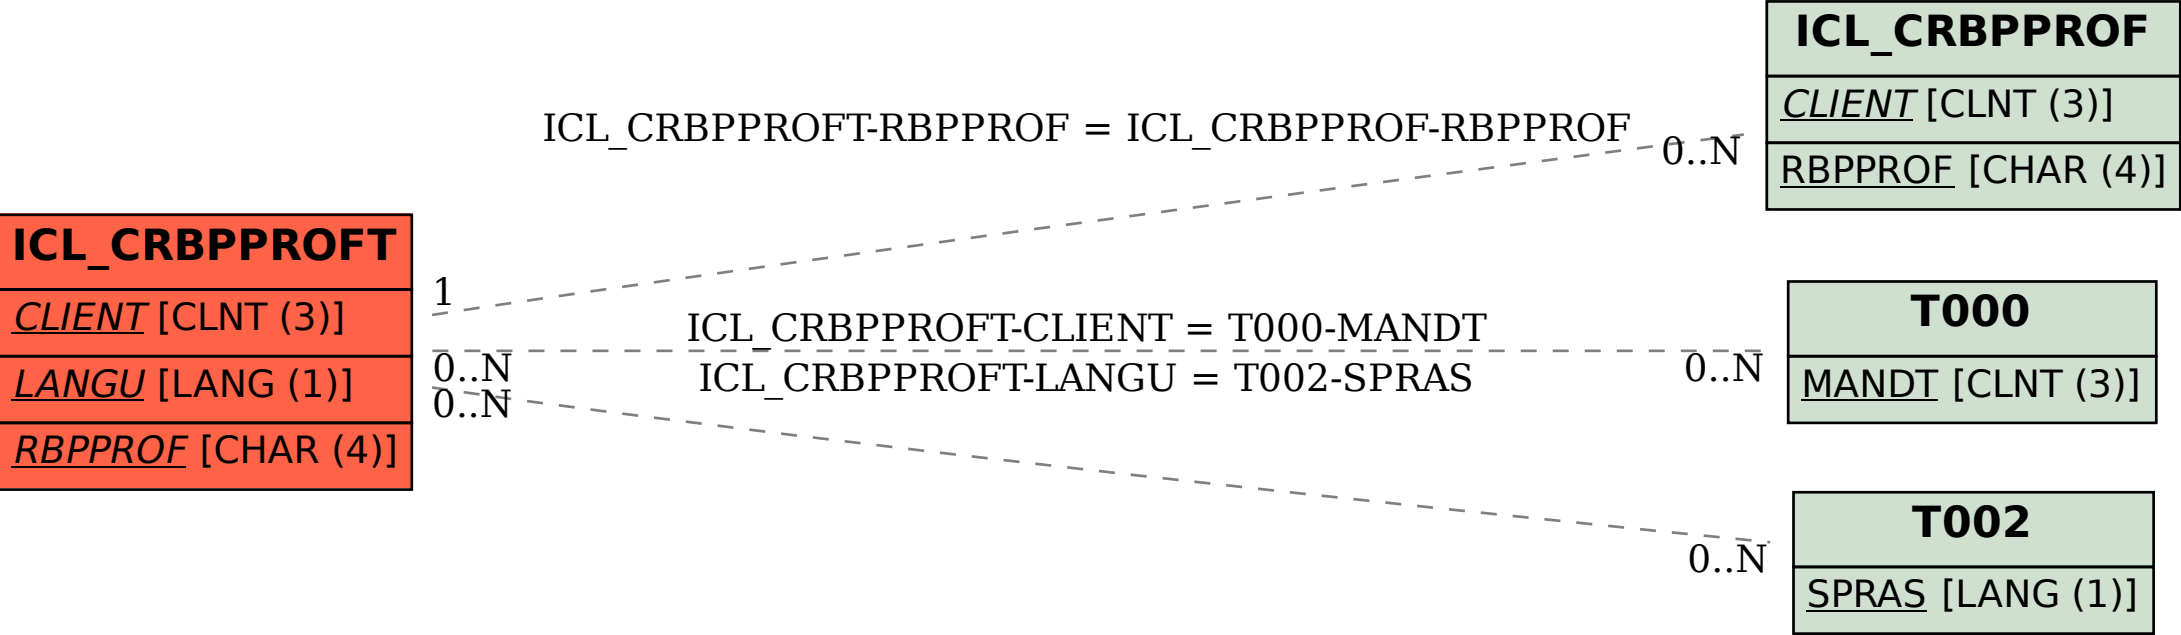 ICL_CRBPPROF
CLIENT [CLNT (3)]
RBPPROF [CHAR (4)]
ICL_CRBPPROFT-RBPPROF = ICL_CRBPPROF-RBPPROF
0..N
ICL_CRBPPROFT
CLIENT [CLNT (3)]
LANGU [LANG (1)]
RBPPROF [CHAR (4)]
1
0..N
0..N
ICL_CRBPPROFT-CLIENT = T000-MANDT
ICL_CRBPPROFT-LANGU = T002-SPRAS
0..N
T000
MANDT [CLNT (3)]
0..N
T002
SPRAS [LANG (1)]